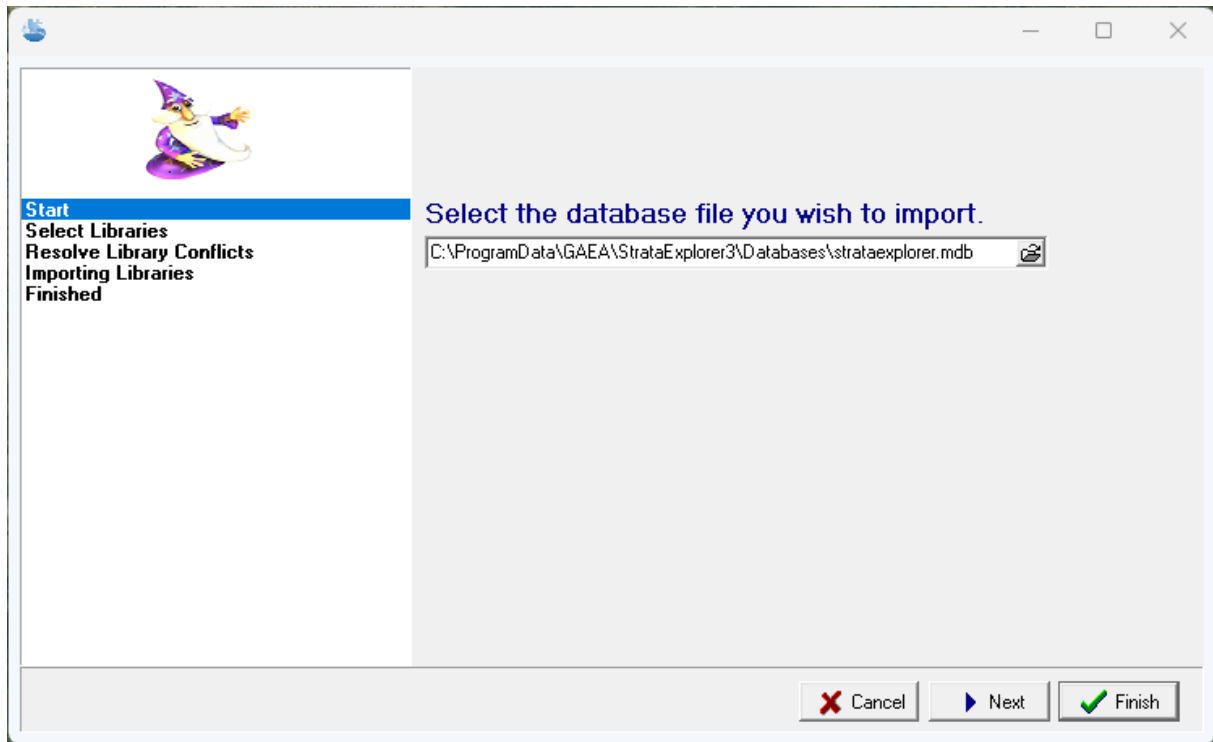 Start
Select Libraries
Resolve Library Conflicts
Importing Libraries
Finished
Select the database file you wish to import.
C:\ProgramData\GAEA\StrataExplorer3\Databases\strataexplorer.mdb
Cancel
Next
Finish